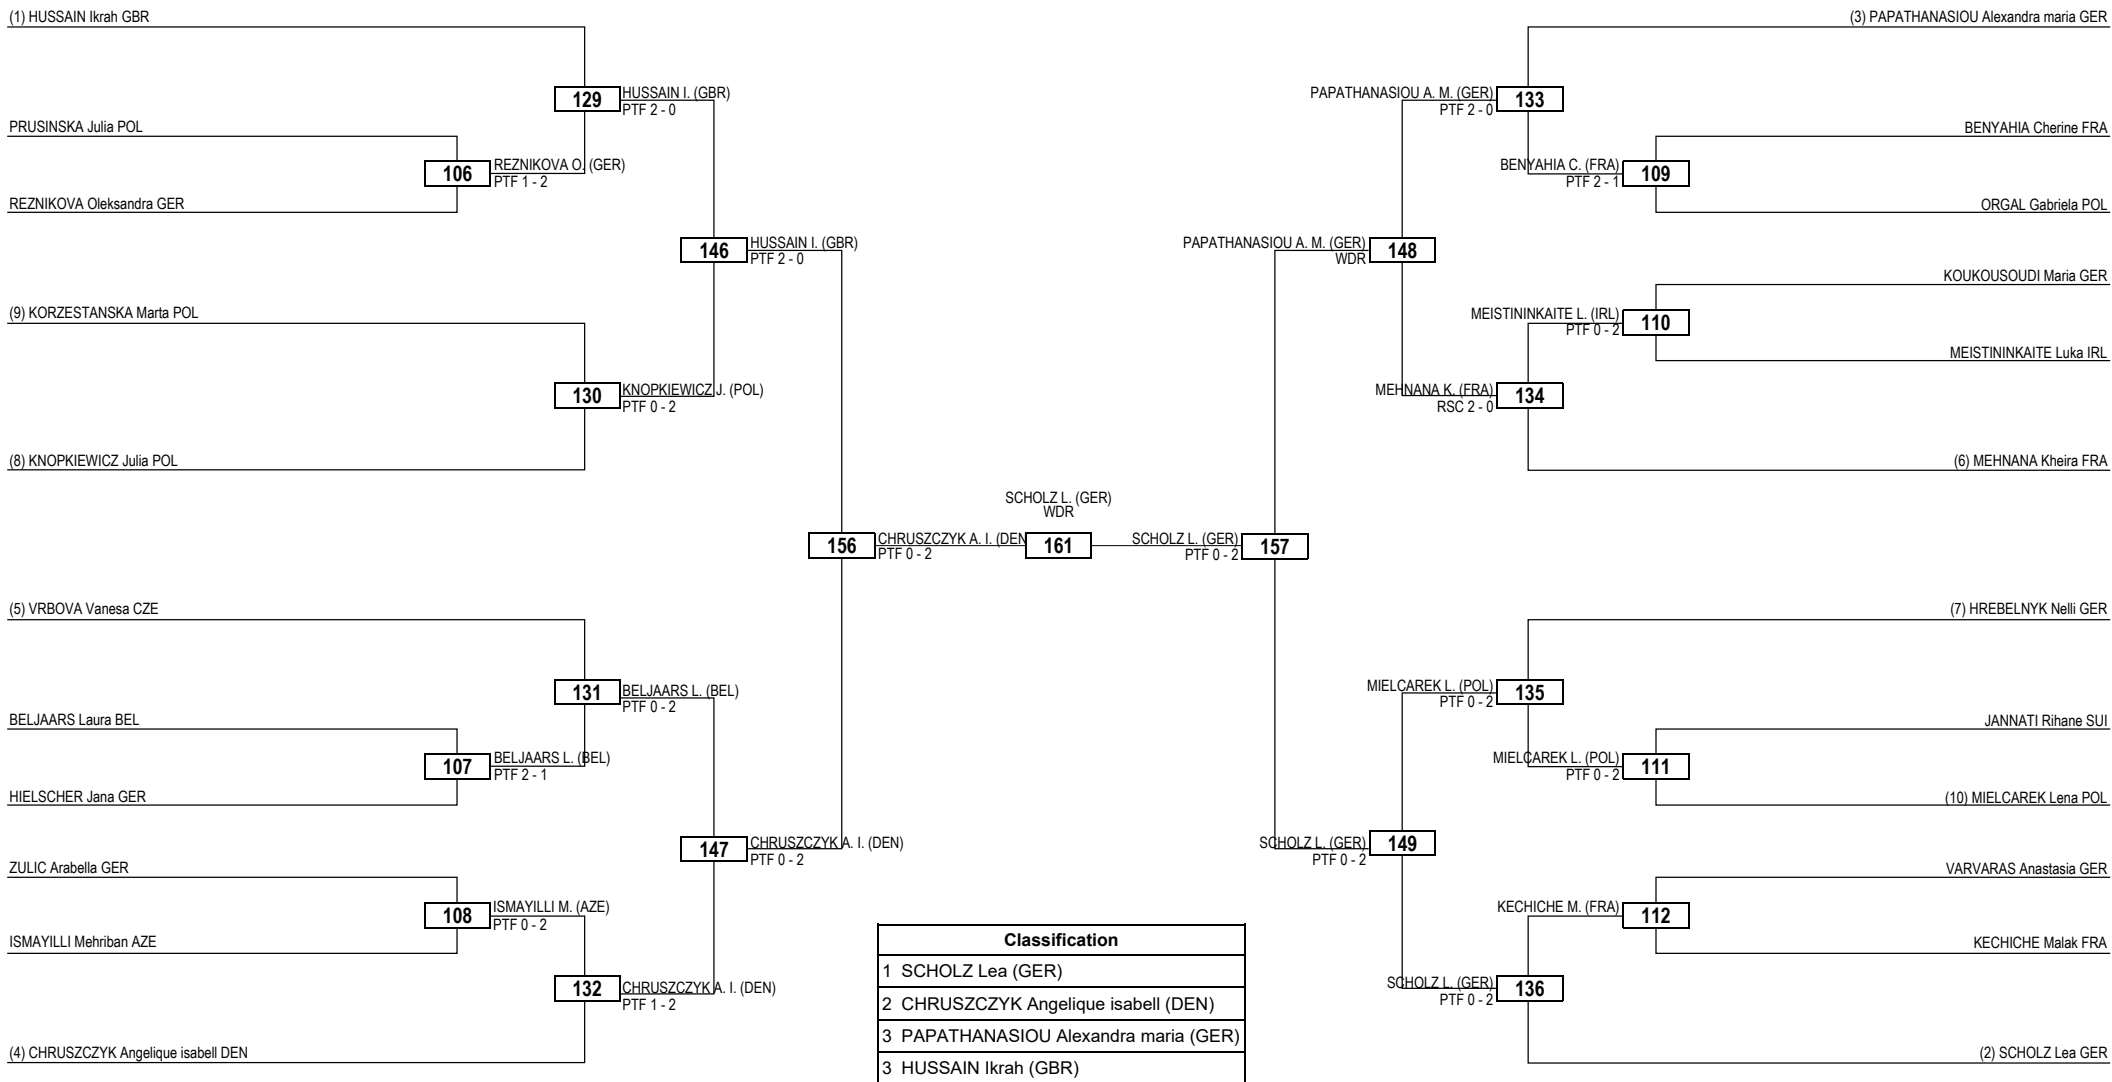 (1) HUSSAIN Ikrah GBR
129
HUSSAIN I. (GBR)
PTF 2 - 0
PRUSINSKA Julia POL
106
REZNIKOVA O. (GER)
PTF 1 - 2
REZNIKOVA Oleksandra GER
146
HUSSAIN I. (GBR)
PTF 2 - 0
(9) KORZESTANSKA Marta POL
130
KNOPKIEWICZ J. (POL)
PTF 0 - 2
(8) KNOPKIEWICZ Julia POL
156
CHRUSZCZYK A. I. (DEN
PTF 0 - 2
(5) VRBOVA Vanesa CZE
131
BELJAARS L. (BEL)
PTF 0 - 2
BELJAARS Laura BEL
107
BELJAARS L. (BEL)
PTF 2 - 1
HIELSCHER Jana GER
147
CHRUSZCZYK A. I. (DEN)
PTF 0 - 2
ZULIC Arabella GER
108
ISMAYILLI M. (AZE)
PTF 0 - 2
ISMAYILLI Mehriban AZE
132
CHRUSZCZYK A. I. (DEN)
PTF 1 - 2
(4) CHRUSZCZYK Angelique isabell DEN
SCHOLZ L. (GER)
WDR
161
(3) PAPATHANASIOU Alexandra maria GER
PAPATHANASIOU A. M. (GER)
PTF 2 - 0
133
BENYAHIA Cherine FRA
BENYAHIA C. (FRA)
PTF 2 - 1
109
ORGAL Gabriela POL
PAPATHANASIOU A. M. (GER)
WDR
148
KOUKOUSOUDI Maria GER
MEISTININKAITE L. (IRL)
PTF 0 - 2
110
MEISTININKAITE Luka IRL
MEHNANA K. (FRA)
RSC 2 - 0
134
(6) MEHNANA Kheira FRA
SCHOLZ L. (GER)
PTF 0 - 2
157
(7) HREBELNYK Nelli GER
MIELCAREK L. (POL)
PTF 0 - 2
135
JANNATI Rihane SUI
MIELCAREK L. (POL)
PTF 0 - 2
111
(10) MIELCAREK Lena POL
SCHOLZ L. (GER)
PTF 0 - 2
149
VARVARAS Anastasia GER
KECHICHE M. (FRA)
112
KECHICHE Malak FRA
SCHOLZ L. (GER)
PTF 0 - 2
136
(2) SCHOLZ Lea GER
Classification
1 SCHOLZ Lea (GER)
2 CHRUSZCZYK Angelique isabell (DEN)
3 PAPATHANASIOU Alexandra maria (GER)
3 HUSSAIN Ikrah (GBR)